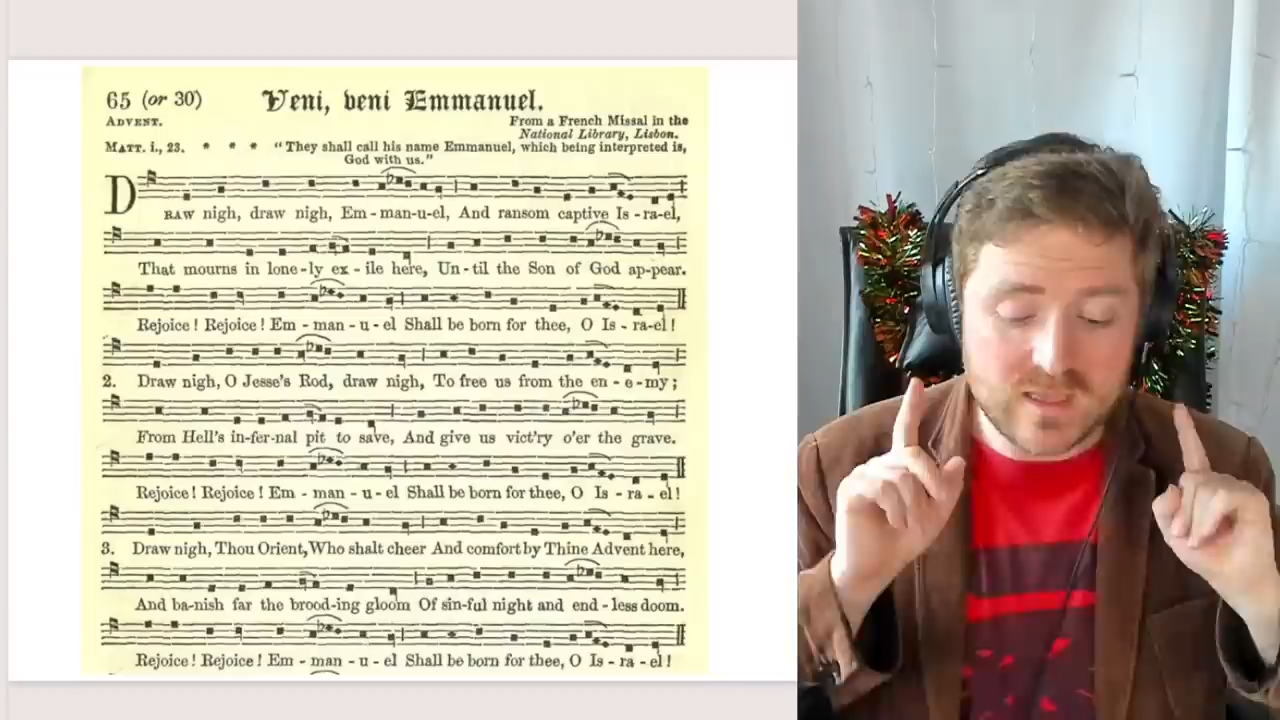 65 (or 30) Veni, veni Emmanuel.
ADVENT. From a French Missal in the
National Library, Lisbon.
MATT. i., 23. * * * "They shall call his name Emmanuel, which being interpreted is,
God with us."
DRAW nigh, draw nigh, Em - man-u-el, And ransom captive Is - ra-el,
That mourns in lone - ly ex - ile here, Un - til the Son of God ap-pear.
Rejoice! Rejoice! Em - man - u - el Shall be born for thee, O Is - ra-el!
2. Draw nigh, O Jesse's Rod, draw nigh, To free us from the en - e - my;
From Hell's in-fer-nal pit to save, And give us vict'ry o'er the grave.
Rejoice! Rejoice! Em - man - u - el Shall be born for thee, O Is - ra - el!
3. Draw nigh, Thou Orient, Who shalt cheer And comfort by Thine Advent here,
And ba-nish far the brood-ing gloom Of sin-ful night and end - less doom.
Rejoice! Rejoice! Em - man - u - el Shall be born for thee, O Is - ra - el!